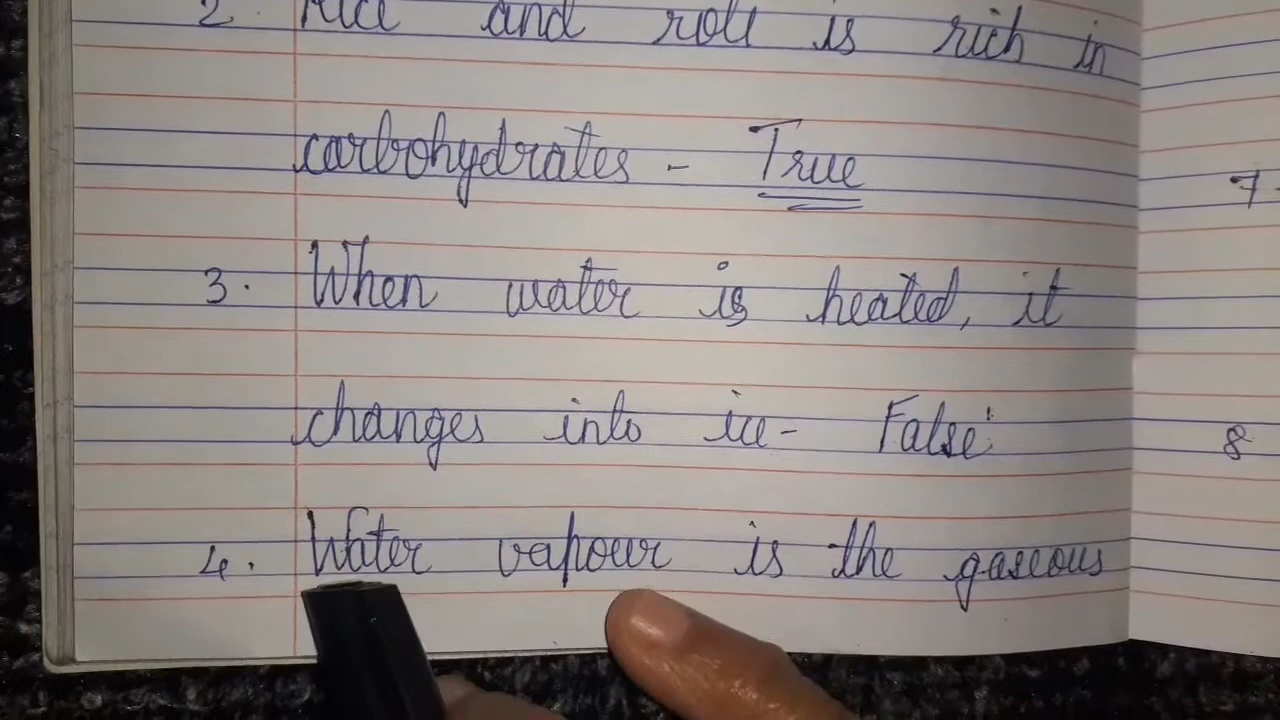 2. Rice and roti is rich in
carbohydrates - True
3. When water is heated, it
changes into ice - False
4. Water vapour is the gaseous
7.
8